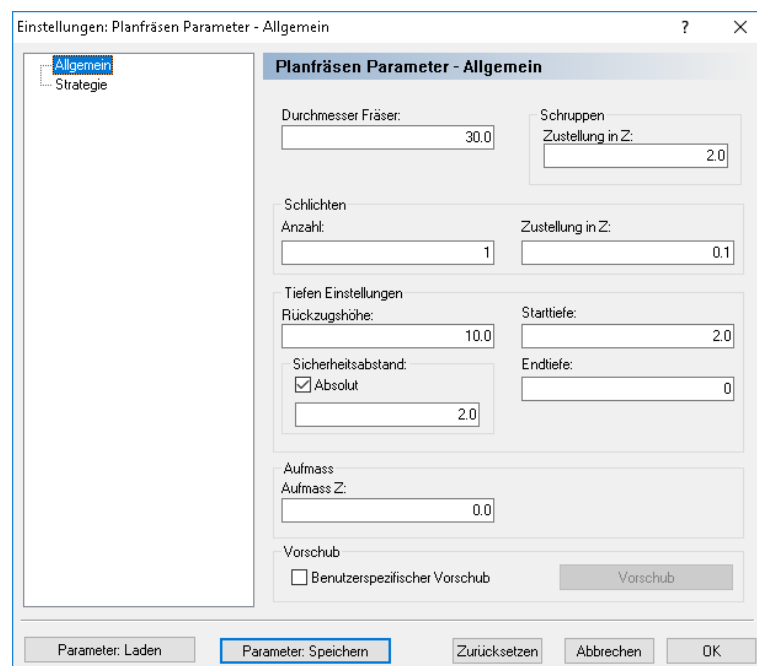 Einstellungen: Planfräsen Parameter - Allgemein ?
Allgemein
Strategie
Planfräsen Parameter - Allgemein
Durchmesser Fräser:
30.0
Schruppen
Zustellung in Z:
2.0
Schlichten
Anzahl:
1
Zustellung in Z:
0.1
Tiefen Einstellungen
Rückzugshöhe:
10.0
Starttiefe:
2.0
Sicherheitsabstand:
Absolut
2.0
Endtiefe:
0
Aufmass
Aufmass Z:
0.0
Vorschub
Benutzerspezifischer Vorschub
Vorschub
Parameter: Laden
Parameter: Speichern
Zurücksetzen
Abbrechen
OK